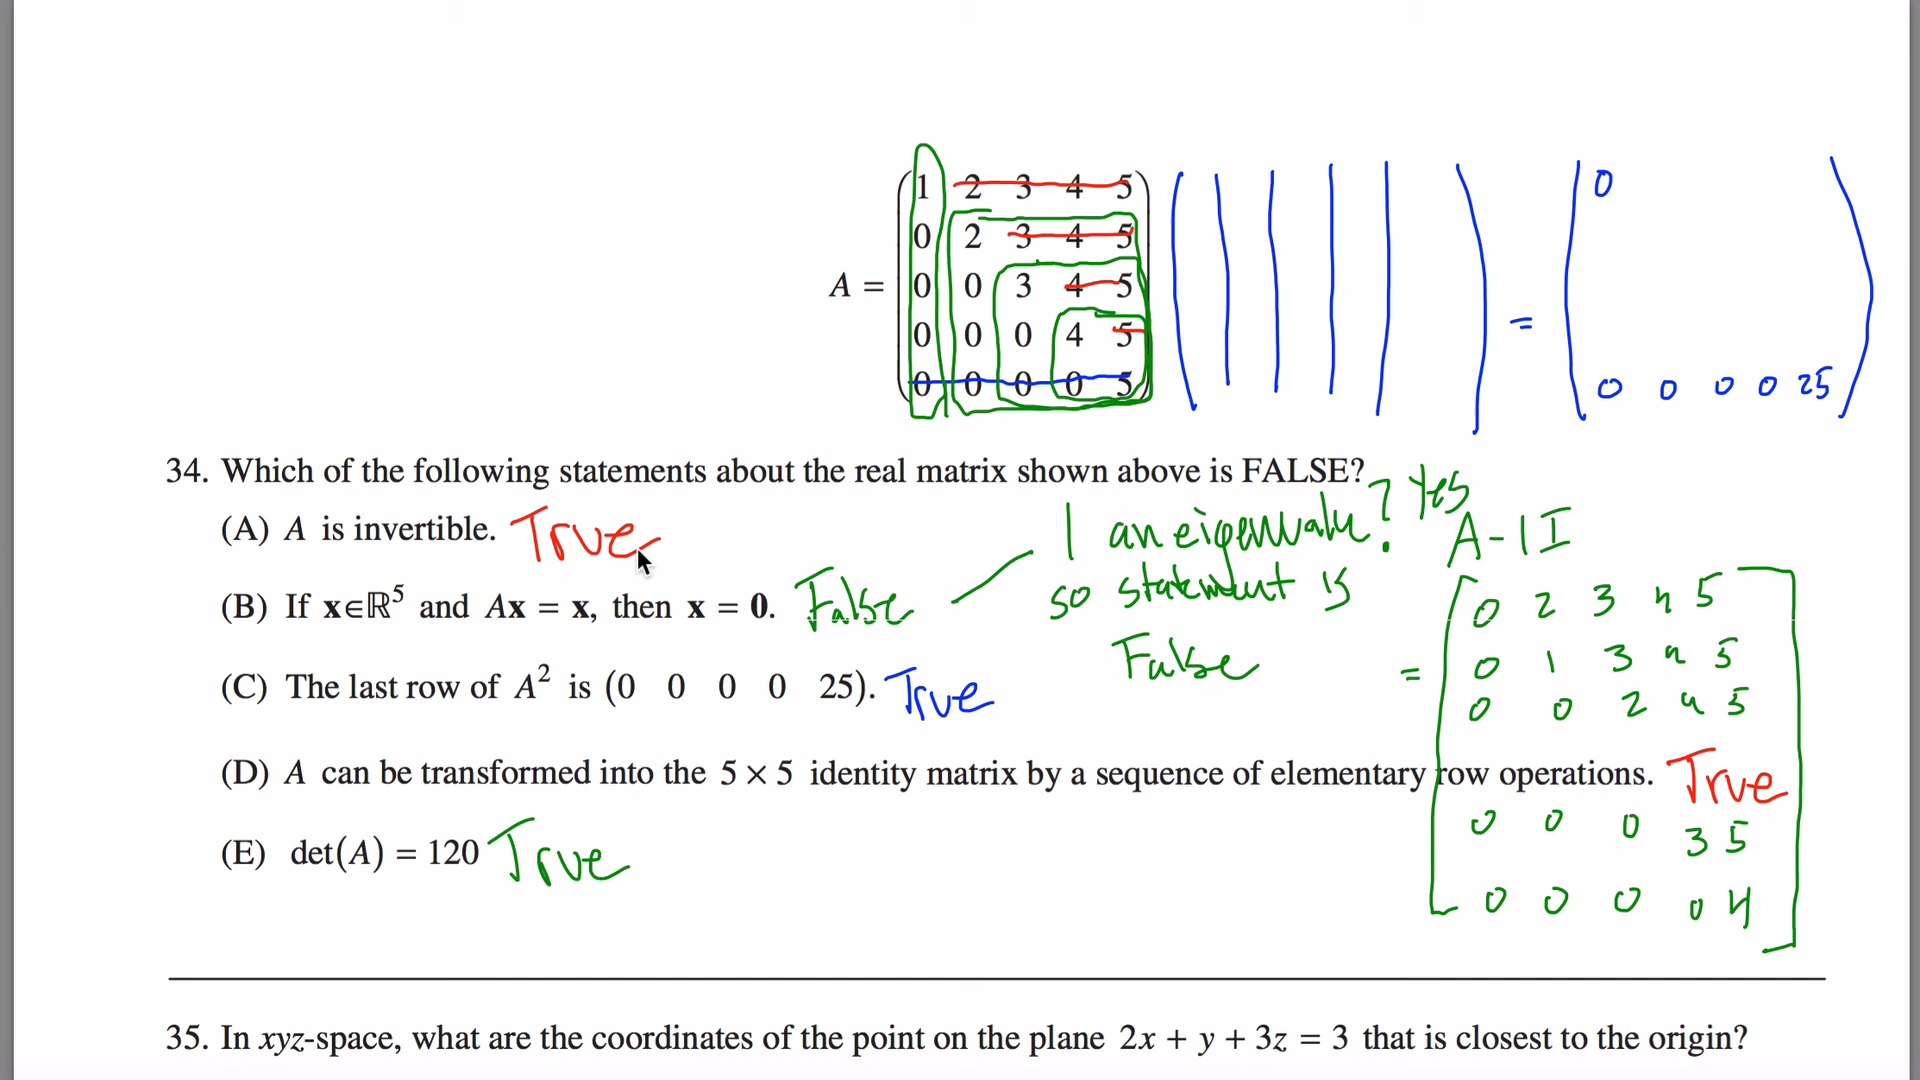 1 2 3 4 5
0 2 3 4 5
A = 0 0 3 4 5 =
0 0 0 4 5
0 0 0 0 5
0
0 0 0 0 25
34. Which of the following statements about the real matrix shown above is FALSE?
(A) A is invertible. True
(B) If x∈ℝ⁵ and Ax = x, then x = 0. False
1 an eigenvalu? Yes
so statement is
False
(C) The last row of A² is (0 0 0 0 25). True
(D) A can be transformed into the 5 × 5 identity matrix by a sequence of elementary row operations. True
(E) det(A) = 120 True
A - 1 I
= 0 2 3 4 5
0 1 3 4 5
0 0 2 4 5
0 0 0 3 5
0 0 0 0 4
35. In xyz-space, what are the coordinates of the point on the plane 2x + y + 3z = 3 that is closest to the origin?